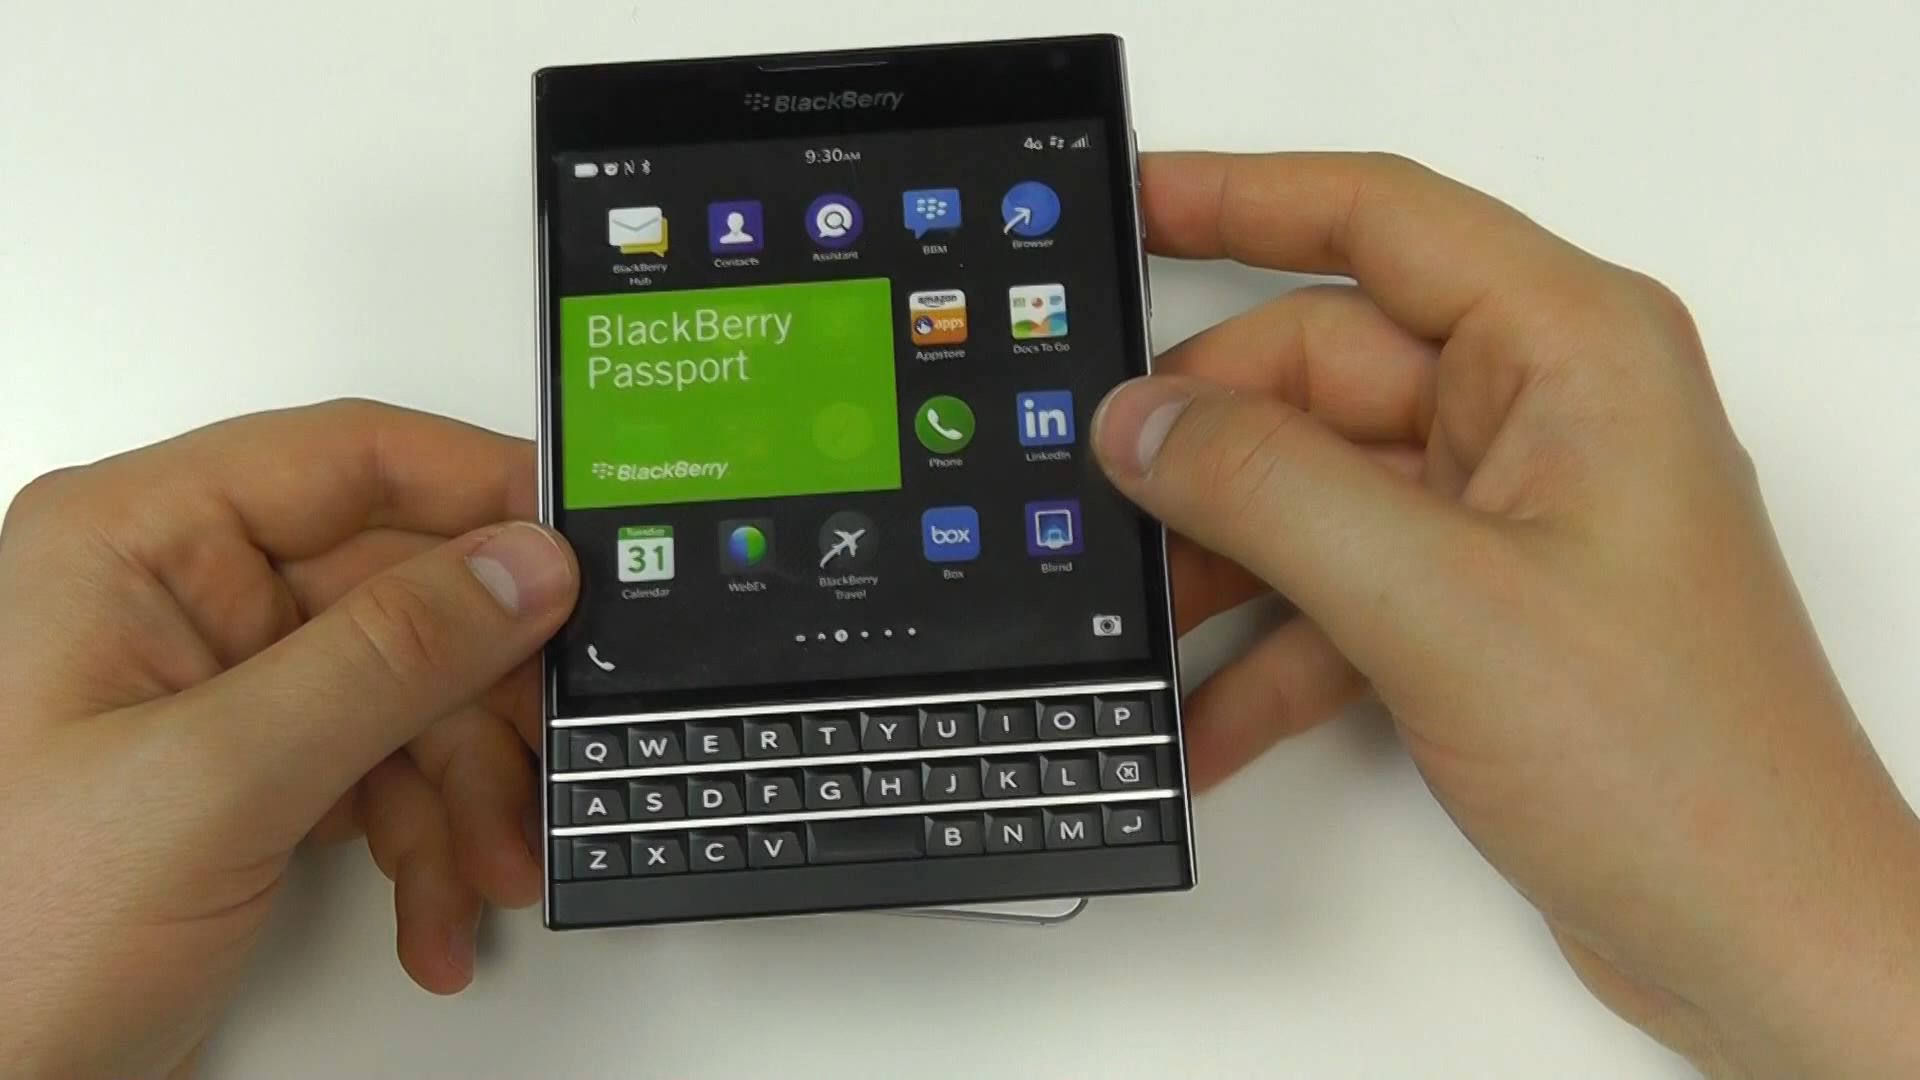 BlackBerry
9:30AM
4G
BlackBerry
Hub
Contacts
Assistant
BBM
Browser
BlackBerry
Passport
BlackBerry
amazon
apps
Appstore
Docs To Go
Phone
in
LinkedIn
Tuesday
31
Calendar
WebEx
BlackBerry
Travel
box
Box
Blend
Q W E R T Y U I O P
A S D F G H J K L
Z X C V B N M